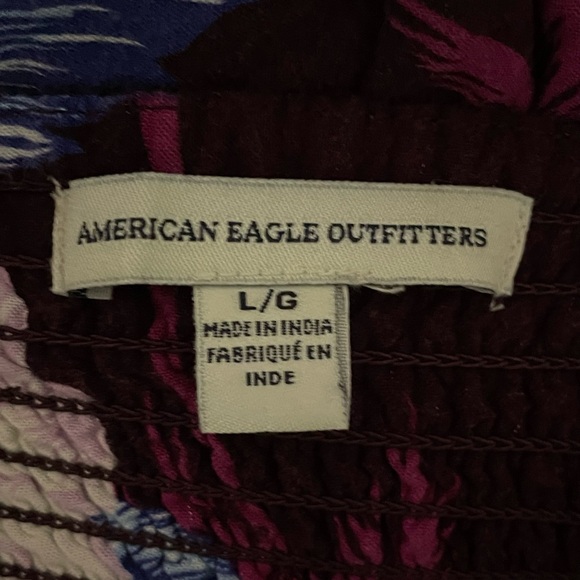 AMERICAN EAGLE OUTFITTERS
L/G
MADE IN INDIA
FABRIQUÉ EN
INDE